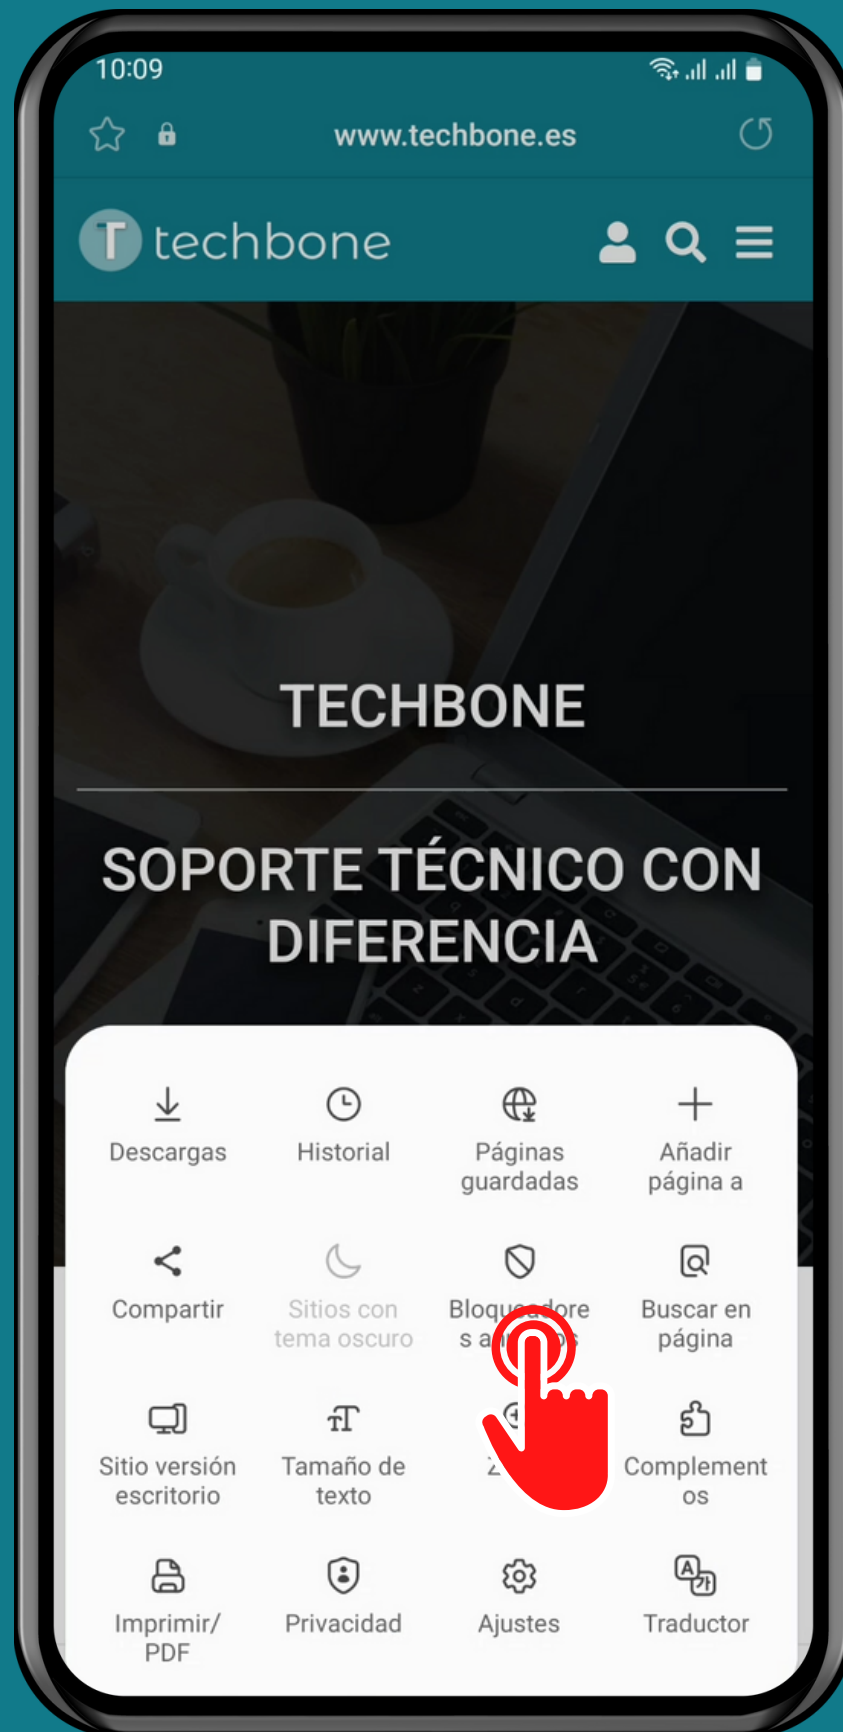 10:09
www.techbone.es
T techbone
TECHBONE
SOPORTE TÉCNICO CON
DIFERENCIA
Descargas
Historial
Páginas
guardadas
Añadir
página a
Compartir
Sitios con
tema oscuro
Bloqueadore
Buscar en
página
Sitio versión
escritorio
Tamaño de
texto
Complement
os
Imprimir/
PDF
Privacidad
Ajustes
Traductor